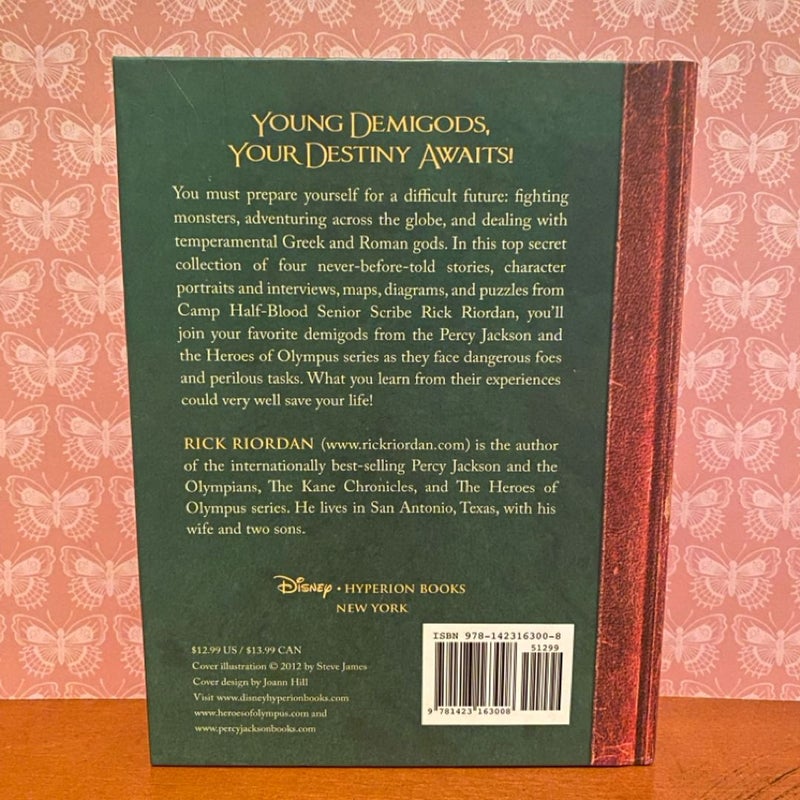 YOUNG DEMIGODS,
YOUR DESTINY AWAITS!
You must prepare yourself for a difficult future: fighting
monsters, adventuring across the globe, and dealing with
temperamental Greek and Roman gods. In this top secret
collection of four never-before-told stories, character
portraits and interviews, maps, diagrams, and puzzles from
Camp Half-Blood Senior Scribe Rick Riordan, you'll
join your favorite demigods from the Percy Jackson and
the Heroes of Olympus series as they face dangerous foes
and perilous tasks. What you learn from their experiences
could very well save your life!
RICK RIORDAN (www.rickriordan.com) is the author
of the internationally best-selling Percy Jackson and the
Olympians, The Kane Chronicles, and The Heroes of
Olympus series. He lives in San Antonio, Texas, with his
wife and two sons.
Disney • HYPERION BOOKS
NEW YORK
$12.99 US / $13.99 CAN
Cover illustration © 2012 by Steve James
Cover design by Joann Hill
Visit www.disneyhyperionbooks.com
www.heroesofolympus.com and
www.percyjacksonbooks.com
ISBN 978-142316300-8
51299
9 781423 163008